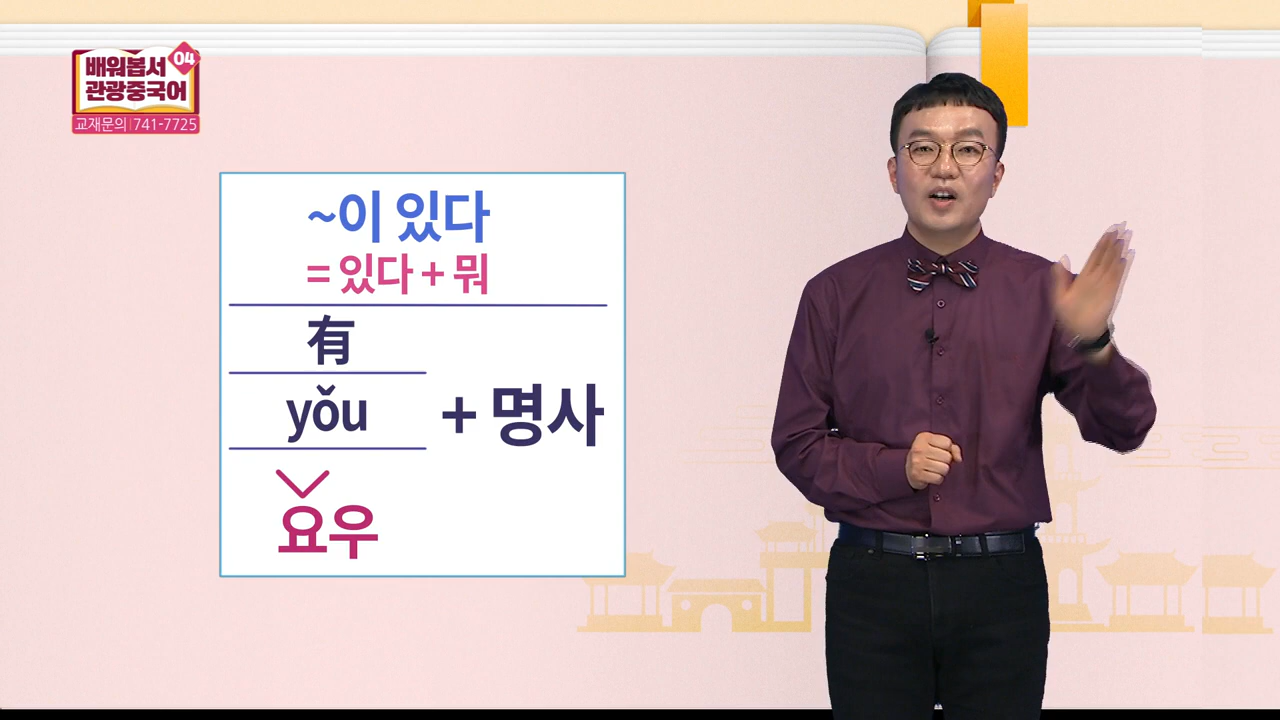 배워봅서 04
관광중국어
교재문의 | 741-7725
~이 있다
= 있다 + 뭐
有
yǒu
+ 명사
요우